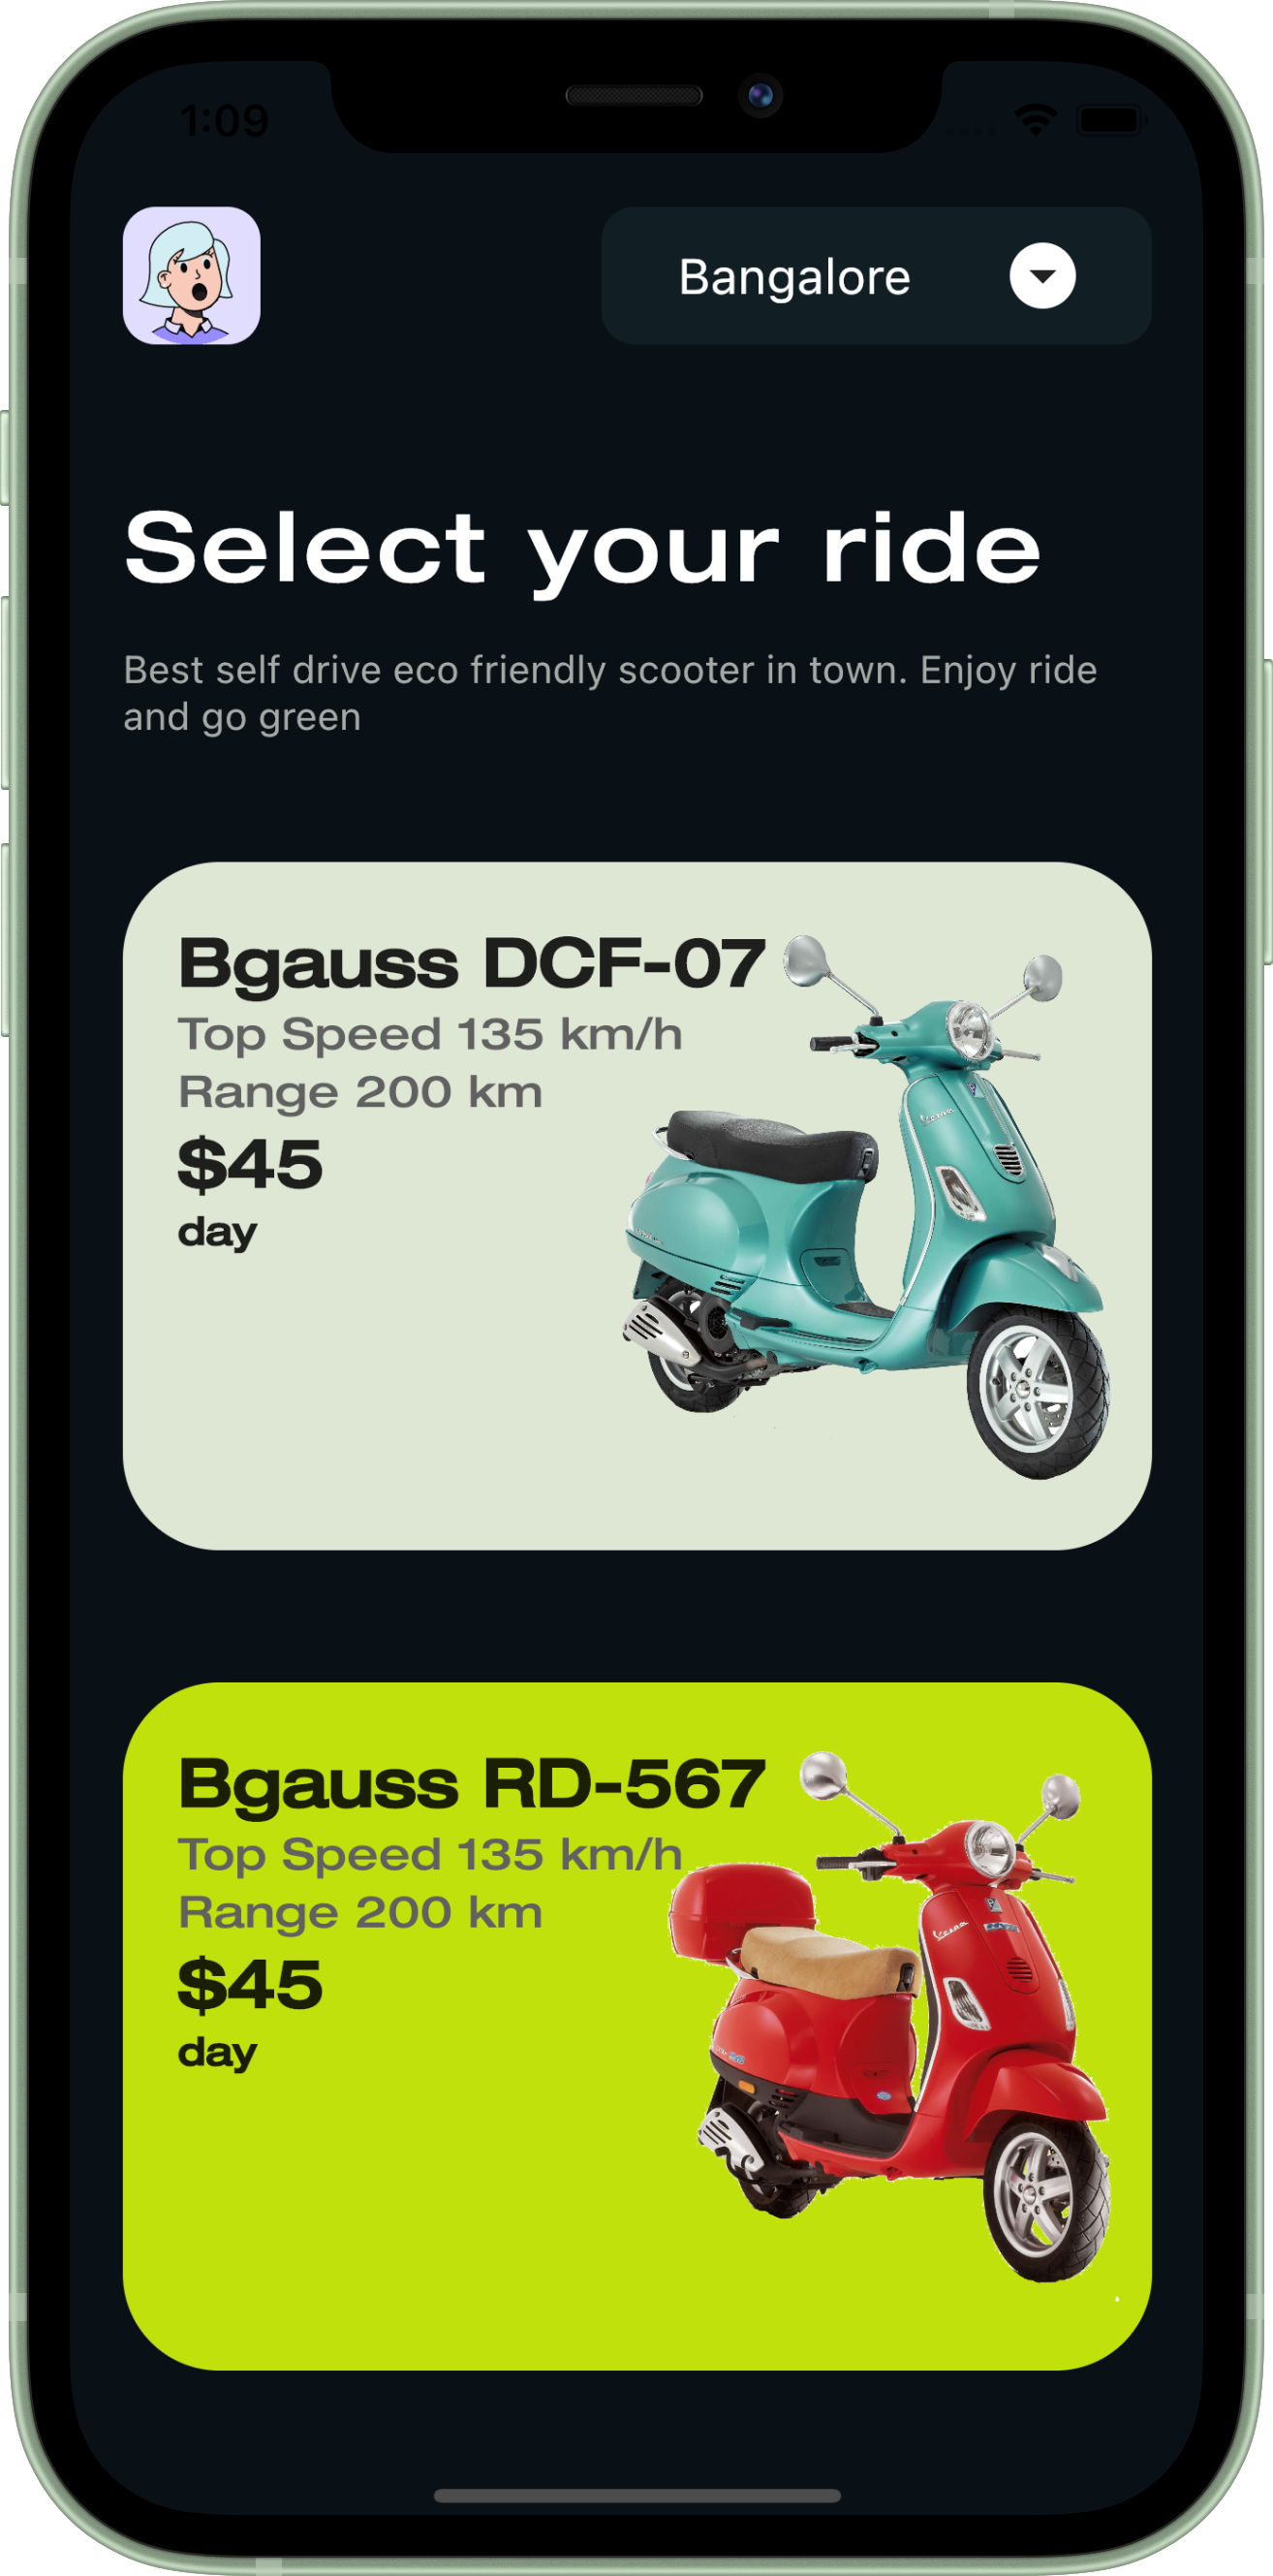 1:09
Bangalore
Select your ride
Best self drive eco friendly scooter in town. Enjoy ride
and go green
Bgauss DCF-07
Top Speed 135 km/h
Range 200 km
$45
day
Vespa
Bgauss RD-567
Top Speed 135 km/h
Range 200 km
$45
day
Vespa